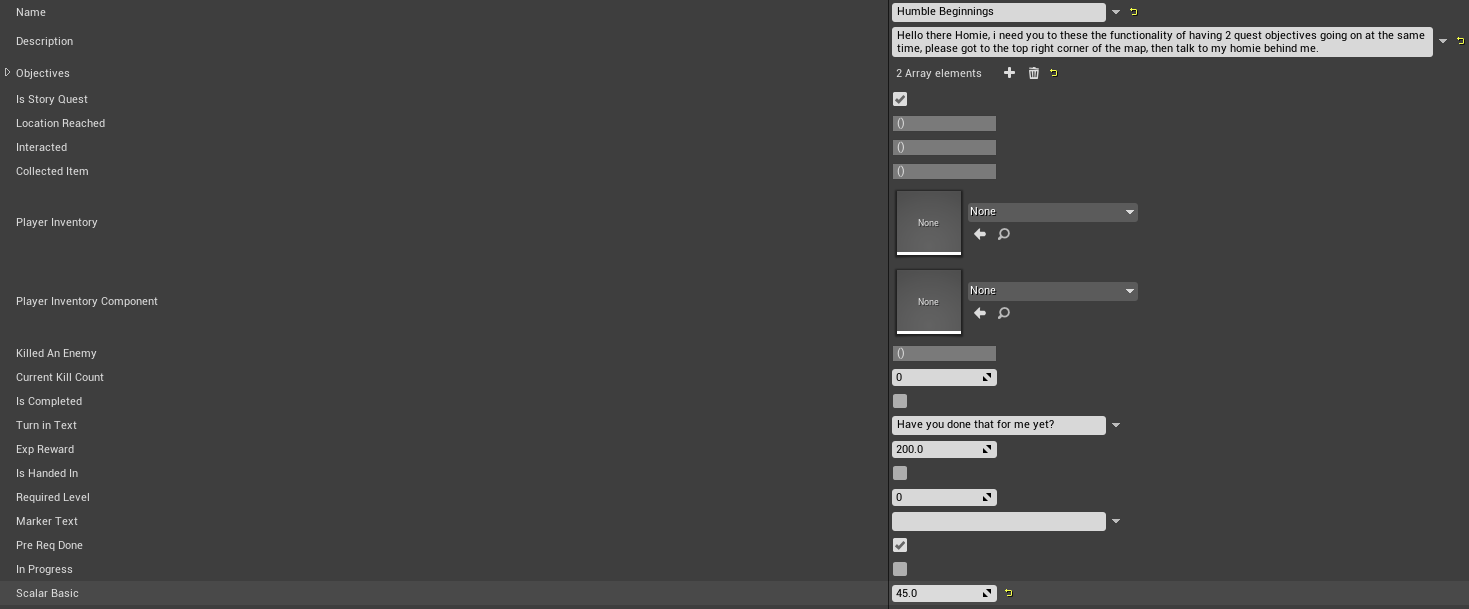 Name Humble Beginnings
Description Hello there Homie, i need you to these the functionality of having 2 quest objectives going on at the same
time, please got to the top right corner of the map, then talk to my homie behind me.
Objectives 2 Array elements
Is Story Quest
Location Reached ()
Interacted ()
Collected Item ()
Player Inventory None None
Player Inventory Component None None
Killed An Enemy ()
Current Kill Count 0
Is Completed
Turn in Text Have you done that for me yet?
Exp Reward 200.0
Is Handed In
Required Level 0
Marker Text
Pre Req Done
In Progress
Scalar Basic 45.0